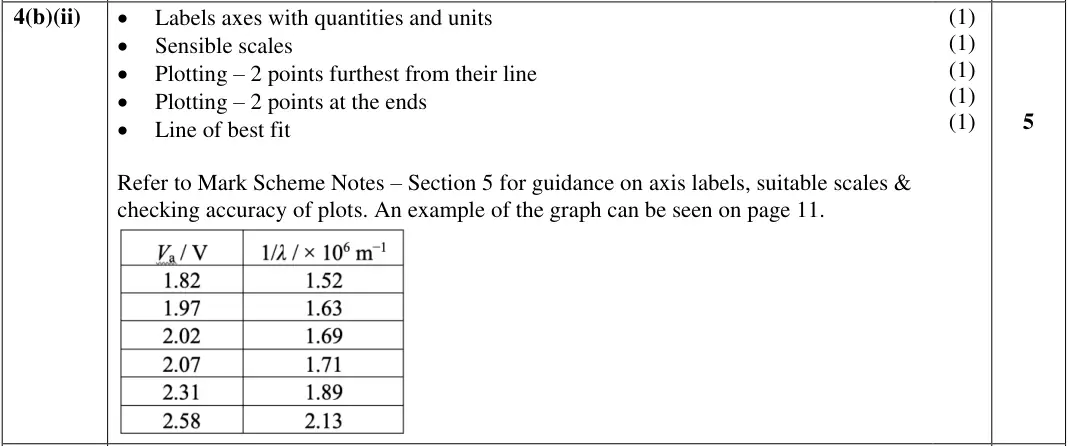 4(b)(ii)
• Labels axes with quantities and units (1)
• Sensible scales (1)
• Plotting – 2 points furthest from their line (1)
• Plotting – 2 points at the ends (1)
• Line of best fit (1) 5
Refer to Mark Scheme Notes – Section 5 for guidance on axis labels, suitable scales &
checking accuracy of plots. An example of the graph can be seen on page 11.
Vₐ / V 1/λ / × 10⁶ m⁻¹
1.82 1.52
1.97 1.63
2.02 1.69
2.07 1.71
2.31 1.89
2.58 2.13